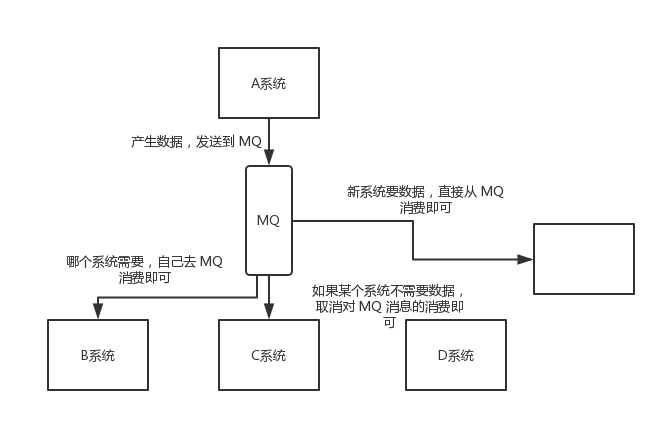 A系统
产生数据，发送到 MQ
MQ
新系统要数据，直接从 MQ
消费即可
哪个系统需要，自己去 MQ
消费即可
如果某个系统不需要数据，
取消对 MQ 消息的消费即
可
B系统
C系统
D系统